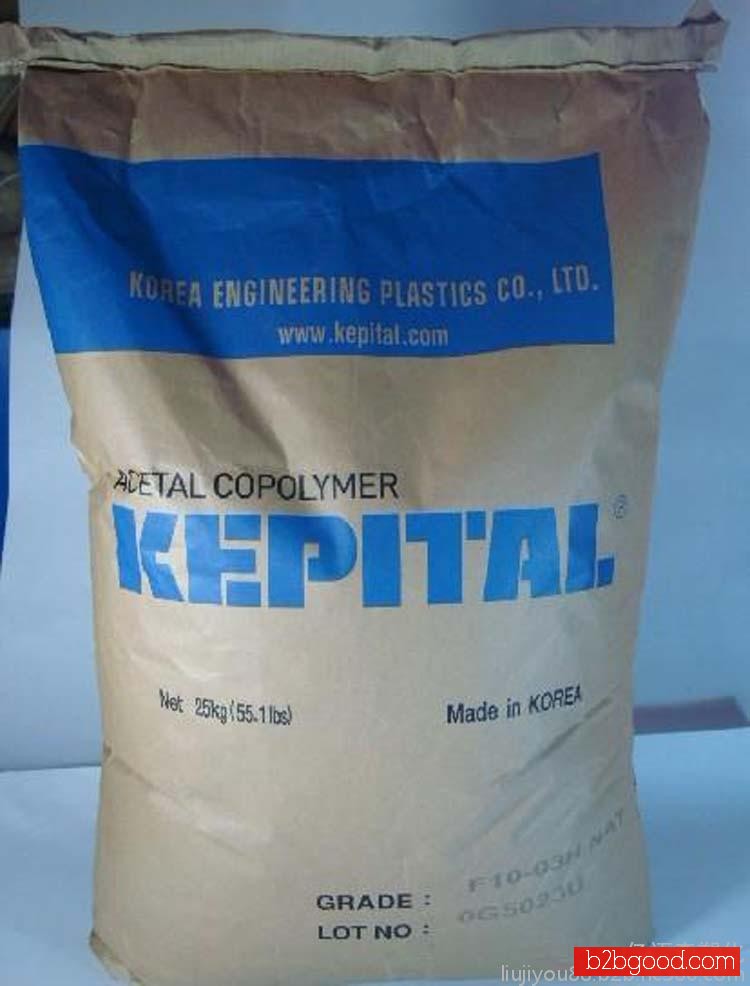 KOREA ENGINEERING PLASTICS CO., LTD.
www.kepital.com
ACETAL COPOLYMER
KEPITAL®
Net 25kg(55.1lbs) Made in KOREA
GRADE : F10-03H NAT
LOT NO :
b2bgood.com